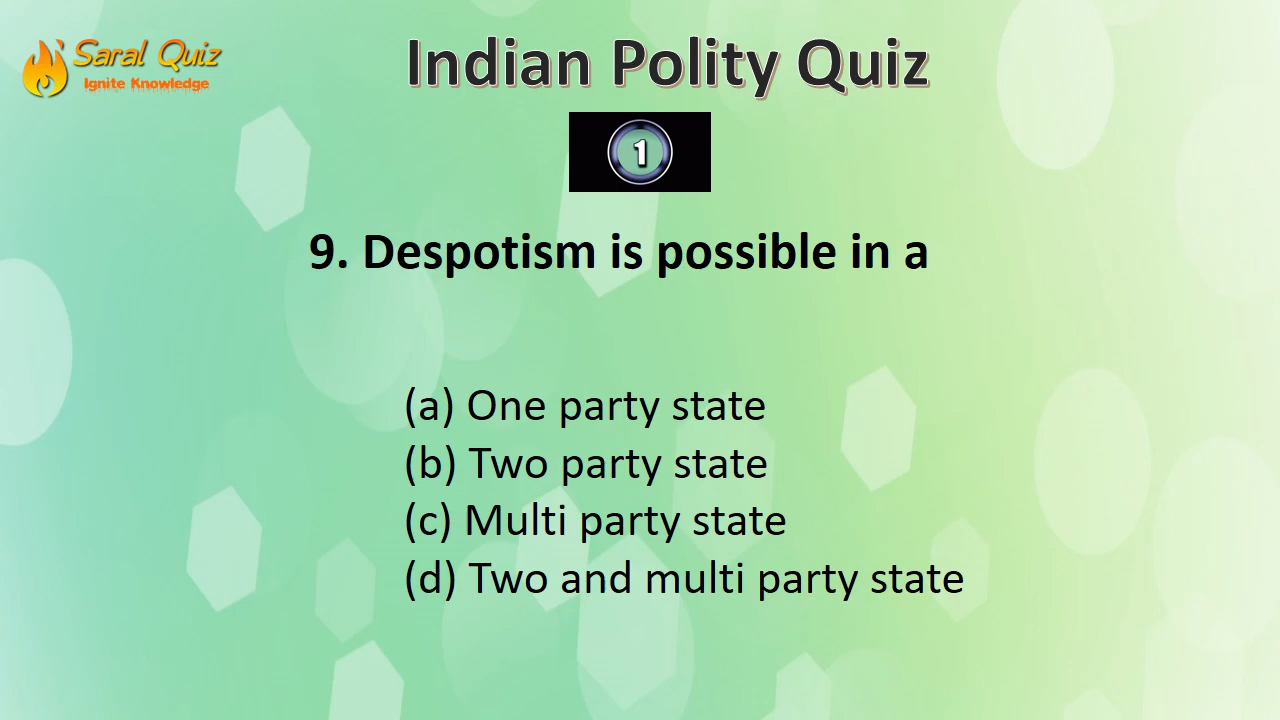 Saral Quiz
Ignite Knowledge
Indian Polity Quiz
1
9. Despotism is possible in a
(a) One party state
(b) Two party state
(c) Multi party state
(d) Two and multi party state